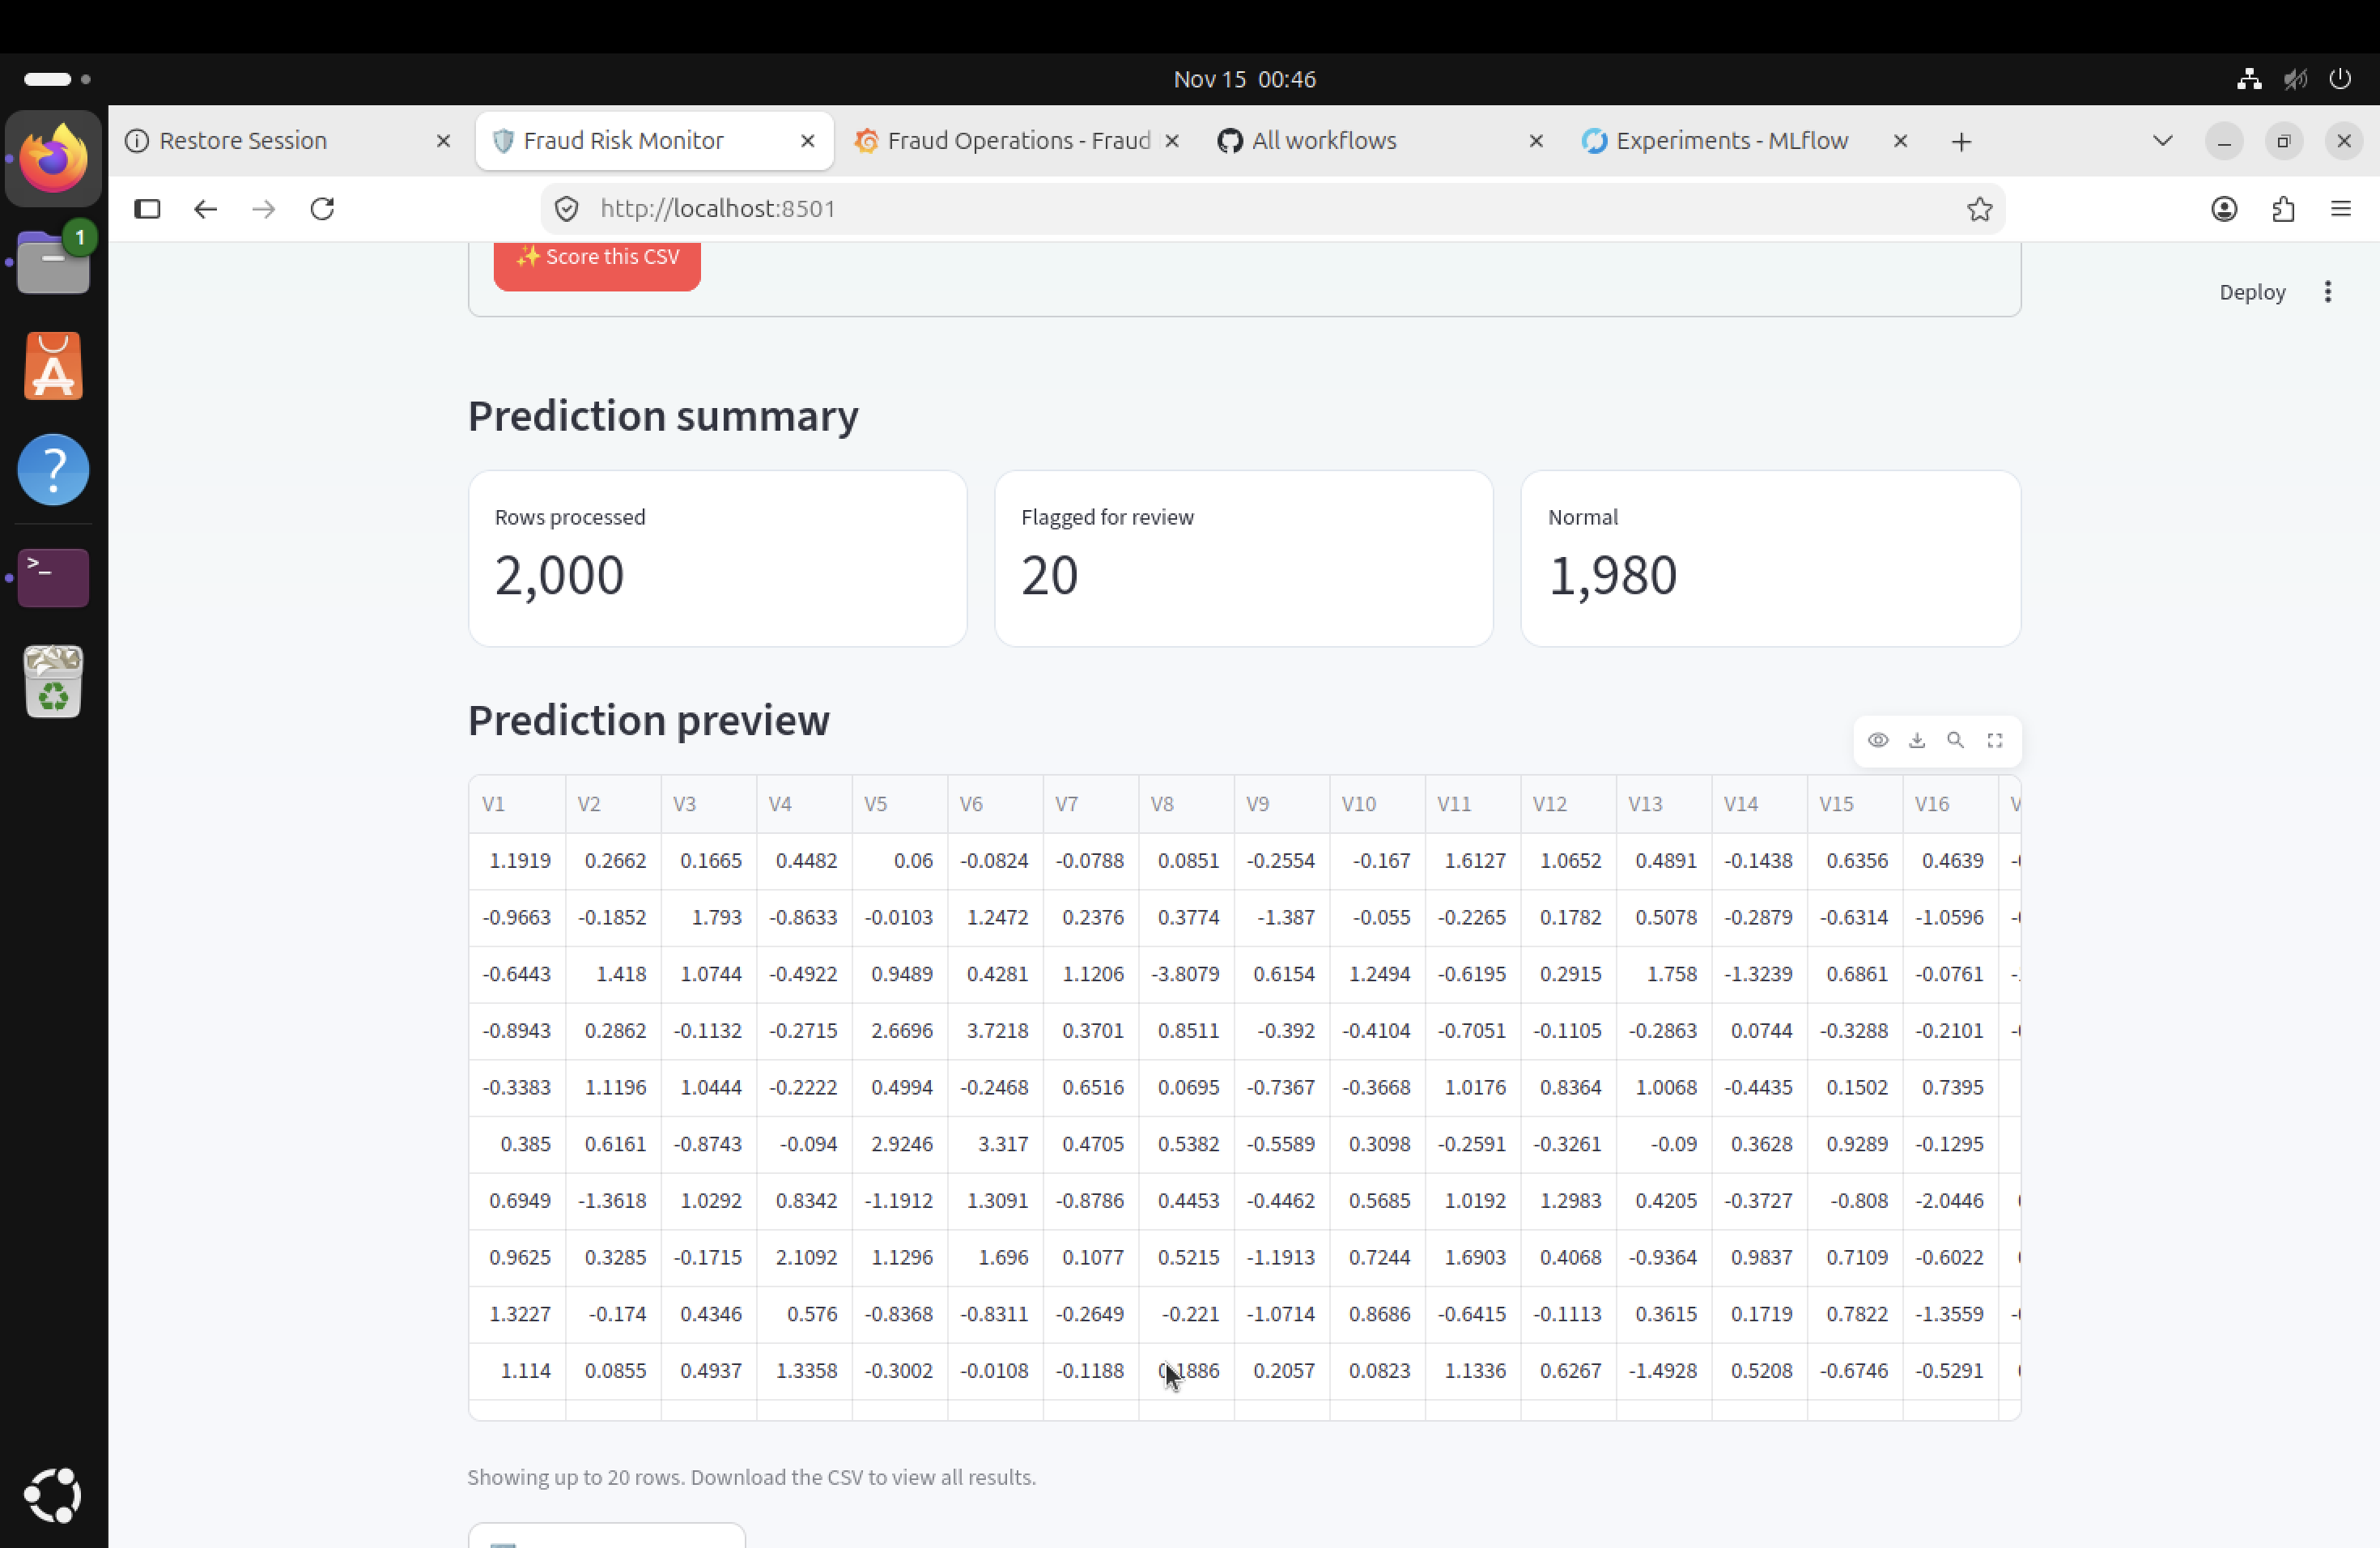 Nov 15 00:46
Restore Session
Fraud Risk Monitor
Fraud Operations - Fraud
All workflows
Experiments - MLflow
http://localhost:8501
1
✨ Score this CSV
Deploy
Prediction summary
Rows processed
Flagged for review
Normal
2,000
20
1,980
Prediction preview
V1 V2 V3 V4 V5 V6 V7 V8 V9 V10 V11 V12 V13 V14 V15 V16
1.1919 0.2662 0.1665 0.4482 0.06 -0.0824 -0.0788 0.0851 -0.2554 -0.167 1.6127 1.0652 0.4891 -0.1438 0.6356 0.4639
-0.9663 -0.1852 1.793 -0.8633 -0.0103 1.2472 0.2376 0.3774 -1.387 -0.055 -0.2265 0.1782 0.5078 -0.2879 -0.6314 -1.0596
-0.6443 1.418 1.0744 -0.4922 0.9489 0.4281 1.1206 -3.8079 0.6154 1.2494 -0.6195 0.2915 1.758 -1.3239 0.6861 -0.0761
-0.8943 0.2862 -0.1132 -0.2715 2.6696 3.7218 0.3701 0.8511 -0.392 -0.4104 -0.7051 -0.1105 -0.2863 0.0744 -0.3288 -0.2101
-0.3383 1.1196 1.0444 -0.2222 0.4994 -0.2468 0.6516 0.0695 -0.7367 -0.3668 1.0176 0.8364 1.0068 -0.4435 0.1502 0.7395
0.385 0.6161 -0.8743 -0.094 2.9246 3.317 0.4705 0.5382 -0.5589 0.3098 -0.2591 -0.3261 -0.09 0.3628 0.9289 -0.1295
0.6949 -1.3618 1.0292 0.8342 -1.1912 1.3091 -0.8786 0.4453 -0.4462 0.5685 1.0192 1.2983 0.4205 -0.3727 -0.808 -2.0446
0.9625 0.3285 -0.1715 2.1092 1.1296 1.696 0.1077 0.5215 -1.1913 0.7244 1.6903 0.4068 -0.9364 0.9837 0.7109 -0.6022
1.3227 -0.174 0.4346 0.576 -0.8368 -0.8311 -0.2649 -0.221 -1.0714 0.8686 -0.6415 -0.1113 0.3615 0.1719 0.7822 -1.3559
1.114 0.0855 0.4937 1.3358 -0.3002 -0.0108 -0.1188 0.1886 0.2057 0.0823 1.1336 0.6267 -1.4928 0.5208 -0.6746 -0.5291
Showing up to 20 rows. Download the CSV to view all results.